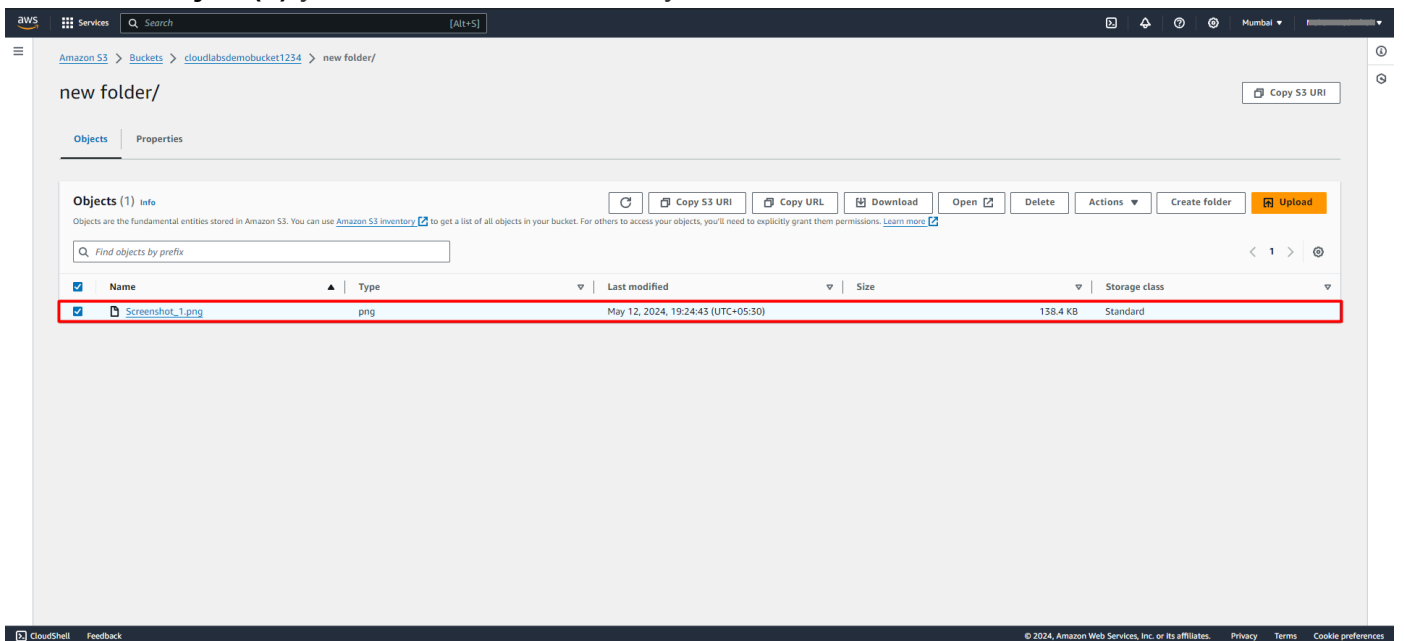 aws Services Search [Alt+S] Mumbai
Amazon S3 > Buckets > cloudlabsdemobucket1234 > new folder/
new folder/
Copy S3 URI
Objects Properties
Objects (1) Info
Copy S3 URI Copy URL Download Open Delete Actions Create folder Upload
Objects are the fundamental entities stored in Amazon S3. You can use Amazon S3 inventory to get a list of all objects in your bucket. For others to access your objects, you'll need to explicitly grant them permissions. Learn more
Find objects by prefix
< 1 >
Name Type Last modified Size Storage class
Screenshot_1.png png May 12, 2024, 19:24:43 (UTC+05:30) 138.4 KB Standard
CloudShell Feedback © 2024, Amazon Web Services, Inc. or its affiliates. Privacy Terms Cookie preferences